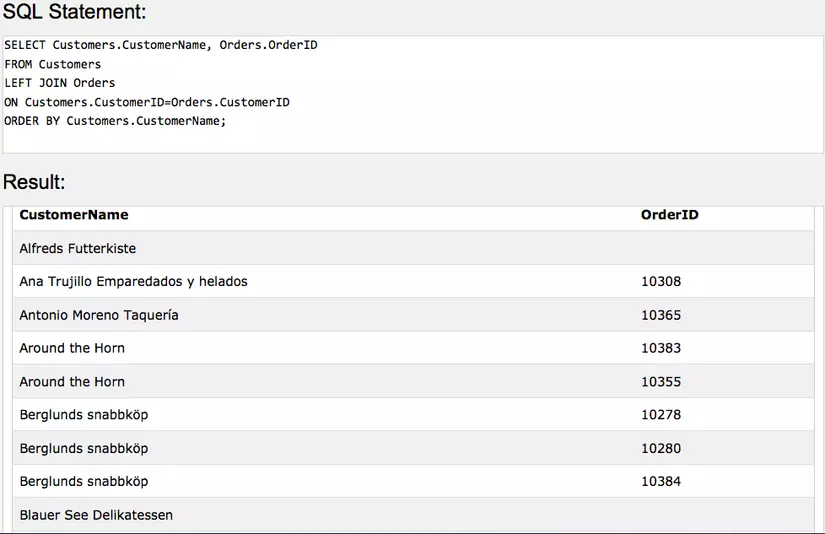 SQL Statement:
SELECT Customers.CustomerName, Orders.OrderID
FROM Customers
LEFT JOIN Orders
ON Customers.CustomerID=Orders.CustomerID
ORDER BY Customers.CustomerName;
Result:
CustomerName OrderID
Alfreds Futterkiste
Ana Trujillo Emparedados y helados 10308
Antonio Moreno Taquería 10365
Around the Horn 10383
Around the Horn 10355
Berglunds snabbköp 10278
Berglunds snabbköp 10280
Berglunds snabbköp 10384
Blauer See Delikatessen